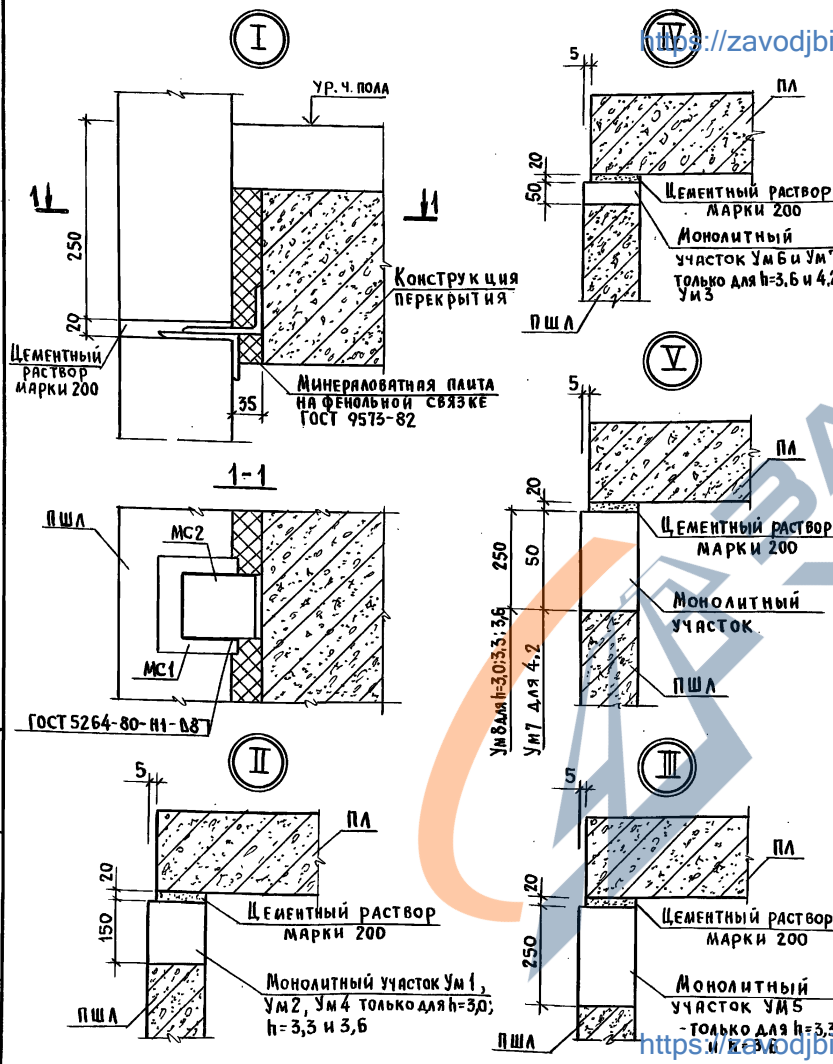 I
УР. Ч. ПОЛА
1
1
250
20
35
КОНСТРУКЦИЯ
ПЕРЕКРЫТИЯ
ЦЕМЕНТНЫЙ
РАСТВОР
МАРКИ 200
МИНЕРАЛОВАТНАЯ ПЛИТА
НА ФЕНОЛЬНОЙ СВЯЗКЕ
ГОСТ 9573-82
1-1
ПШЛ
МС2
МС1
ГОСТ 5264-80-Н1-Δ8
IV
https://zavodjbi
5
ПЛ
20
50
ЦЕМЕНТНЫЙ РАСТВОР
МАРКИ 200
МОНОЛИТНЫЙ
УЧАСТОК Ум6 и Ум7
ТОЛЬКО ДЛЯ h=3,6 и 4,2
Ум3
ПШЛ
V
5
ПЛ
20
250
50
ЦЕМЕНТНЫЙ РАСТВОР
МАРКИ 200
МОНОЛИТНЫЙ
УЧАСТОК
ПШЛ
Ум8 ДЛЯ h=3,0;3,3; 3,6
Ум7 ДЛЯ 4,2
II
5
ПЛ
20
150
ЦЕМЕНТНЫЙ РАСТВОР
МАРКИ 200
МОНОЛИТНЫЙ УЧАСТОК Ум1,
Ум2, Ум4 ТОЛЬКО ДЛЯ h=3,0;
h=3,3 и 3,6
ПШЛ
III
5
ПЛ
20
250
ЦЕМЕНТНЫЙ РАСТВОР
МАРКИ 200
МОНОЛИТНЫЙ
УЧАСТОК УМ5
- ТОЛЬКО ДЛЯ h=3,3
и h=3,6
ПШЛ
https://zavodjbi